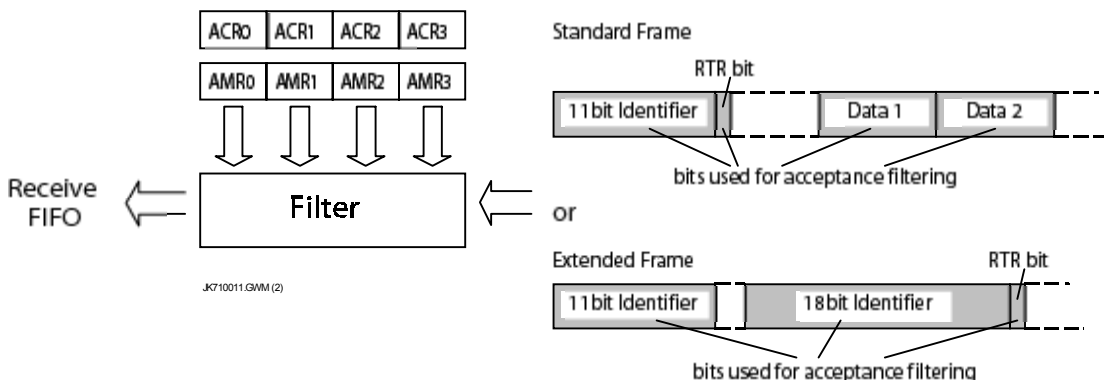 ACR0 ACR1 ACR2 ACR3
AMR0 AMR1 AMR2 AMR3
Receive
FIFO
Filter
JK710011.GWM (2)
Standard Frame
RTR bit
11bit Identifier
Data 1
Data 2
bits used for acceptance filtering
or
Extended Frame
RTR bit
11bit Identifier
18bit Identifier
bits used for acceptance filtering